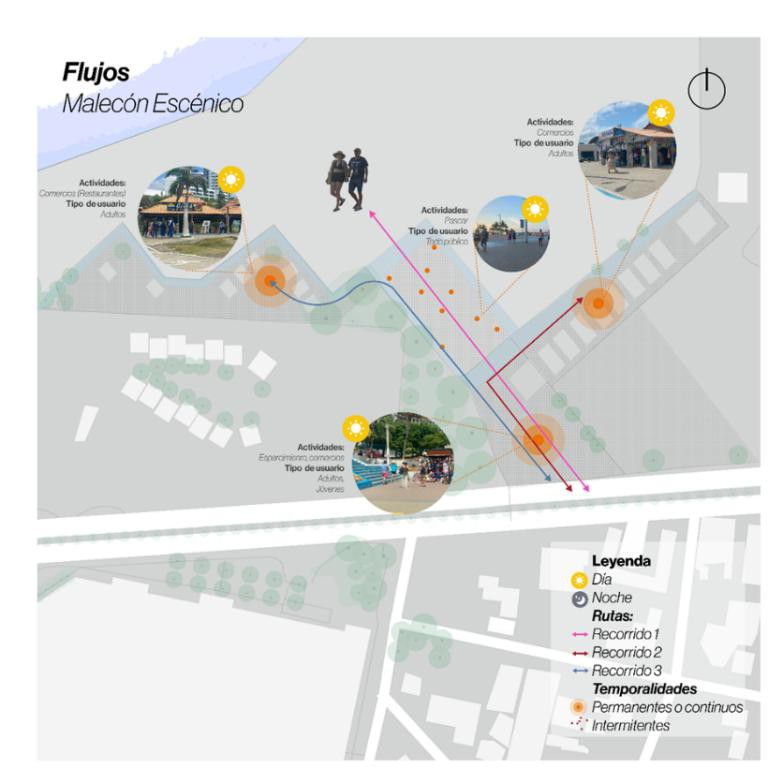 Flujos
Malecón Escénico
Actividades:
Comercios
Tipo de usuario
Adultos
Actividades:
Comercios (Restaurantes)
Tipo de usuario
Adultos
Actividades:
Pasear
Tipo de usuario
Todo público
Actividades:
Esparcimiento, comercios
Tipo de usuario
Adultos,
Jóvenes
Leyenda
Día
Noche
Rutas:
Recorrido 1
Recorrido 2
Recorrido 3
Temporalidades
Permanentes o continuos
Intermitentes